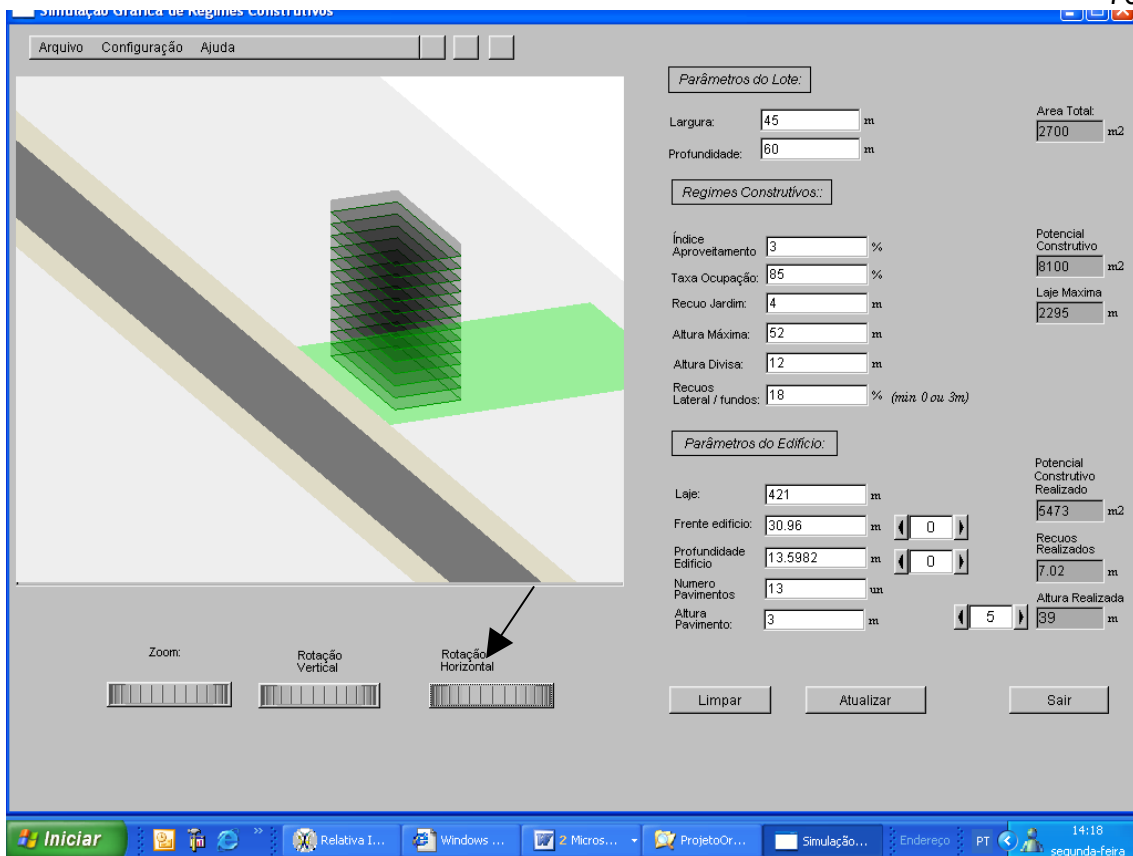 Simulação Gráfica de Regimes Construtivos
Arquivo Configuração Ajuda
Parâmetros do Lote:
Largura: 45 m
Area Total:
2700 m2
Profundidade: 60 m
Regimes Construtívos::
Índice
Aproveitamento 3 %
Potencial
Construtivo
8100 m2
Taxa Ocupação: 85 %
Laje Maxima
2295 m
Recuo Jardim: 4 m
Altura Máxima: 52 m
Altura Divisa: 12 m
Recuos
Lateral / fundos: 18 % (min 0 ou 3m)
Parâmetros do Edifício:
Potencial
Construtivo
Realizado
5473 m2
Laje: 421 m
Frente edificio: 30.96 m 0
Recuos
Realizados
7.02 m
Profundidade
Edificio 13.5982 m 0
Numero
Pavimentos 13 un
Altura Realizada
39 m
Altura
Pavimento: 3 m 5
Zoom:
Rotação
Vertical
Rotação
Horizontal
Limpar Atualizar Sair
Iniciar » Relativa I... Windows ... 2 Micros... ProjetoOr... Simulação... Endereço » PT 14:18
segunda-feira